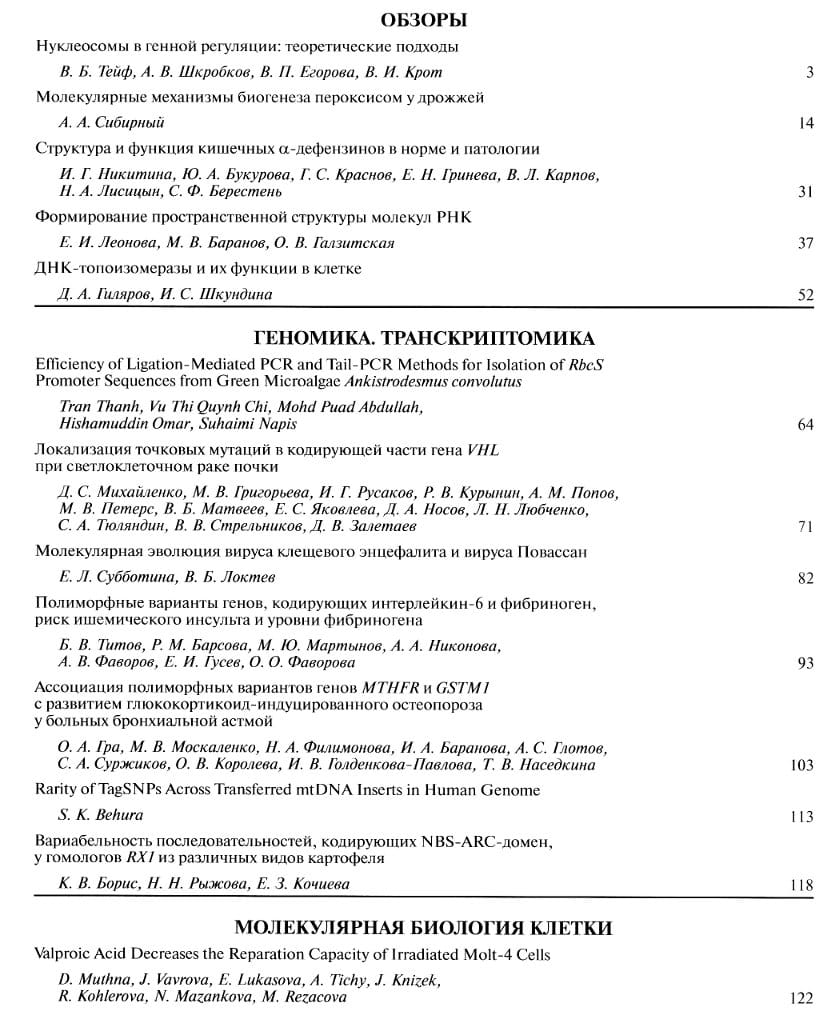 ОБЗОРЫ
Нуклеосомы в генной регуляции: теоретические подходы
В. Б. Тейф, А. В. Шкробков, В. П. Егорова, В. И. Крот 3
Молекулярные механизмы биогенеза пероксисом у дрожжей
А. А. Сибирный 14
Структура и функция кишечных α-дефензинов в норме и патологии
И. Г. Никитина, Ю. А. Букурова, Г. С. Краснов, Е. Н. Гринева, В. Л. Карпов,
Н. А. Лисицын, С. Ф. Берестень 31
Формирование пространственной структуры молекул РНК
Е. И. Леонова, М. В. Баранов, О. В. Галзитская 37
ДНК-топоизомеразы и их функции в клетке
Д. А. Гиляров, И. С. Шкундина 52
ГЕНОМИКА. ТРАНСКРИПТОМИКА
Efficiency of Ligation-Mediated PCR and Tail-PCR Methods for Isolation of RbcS
Promoter Sequences from Green Microalgae Ankistrodesmus convolutus
Tran Thanh, Vu Thi Quynh Chi, Mohd Puad Abdullah,
Hishamuddin Omar, Suhaimi Napis 64
Локализация точковых мутаций в кодирующей части гена VHL
при светлоклеточном раке почки
Д. С. Михайленко, М. В. Григорьева, И. Г. Русаков, Р. В. Курынин, А. М. Попов,
М. В. Петерс, В. Б. Матвеев, Е. С. Яковлева, Д. А. Носов, Л. Н. Любченко,
С. А. Тюляндин, В. В. Стрельников, Д. В. Залетаев 71
Молекулярная эволюция вируса клещевого энцефалита и вируса Повассан
Е. Л. Субботина, В. Б. Локтев 82
Полиморфные варианты генов, кодирующих интерлейкин-6 и фибриноген,
риск ишемического инсульта и уровни фибриногена
Б. В. Титов, Р. М. Барсова, М. Ю. Мартынов, А. А. Никонова,
А. В. Фаворов, Е. И. Гусев, О. О. Фаворова 93
Ассоциация полиморфных вариантов генов MTHFR и GSTM1
с развитием глюкокортикоид-индуцированного остеопороза
у больных бронхиальной астмой
О. А. Гра, М. В. Москаленко, Н. А. Филимонова, И. А. Баранова, А. С. Глотов,
С. А. Суржиков, О. В. Королева, И. В. Голденкова-Павлова, Т. В. Наседкина 103
Rarity of TagSNPs Across Transferred mtDNA Inserts in Human Genome
S. K. Behura 113
Вариабельность последовательностей, кодирующих NBS-ARC-домен,
у гомологов RX1 из различных видов картофеля
К. В. Борис, Н. Н. Рыжова, Е. З. Кочиева 118
МОЛЕКУЛЯРНАЯ БИОЛОГИЯ КЛЕТКИ
Valproic Acid Decreases the Reparation Capacity of Irradiated Molt-4 Cells
D. Muthna, J. Vavrova, E. Lukasova, A. Tichy, J. Knizek,
R. Kohlerova, N. Mazankova, M. Rezacova 122